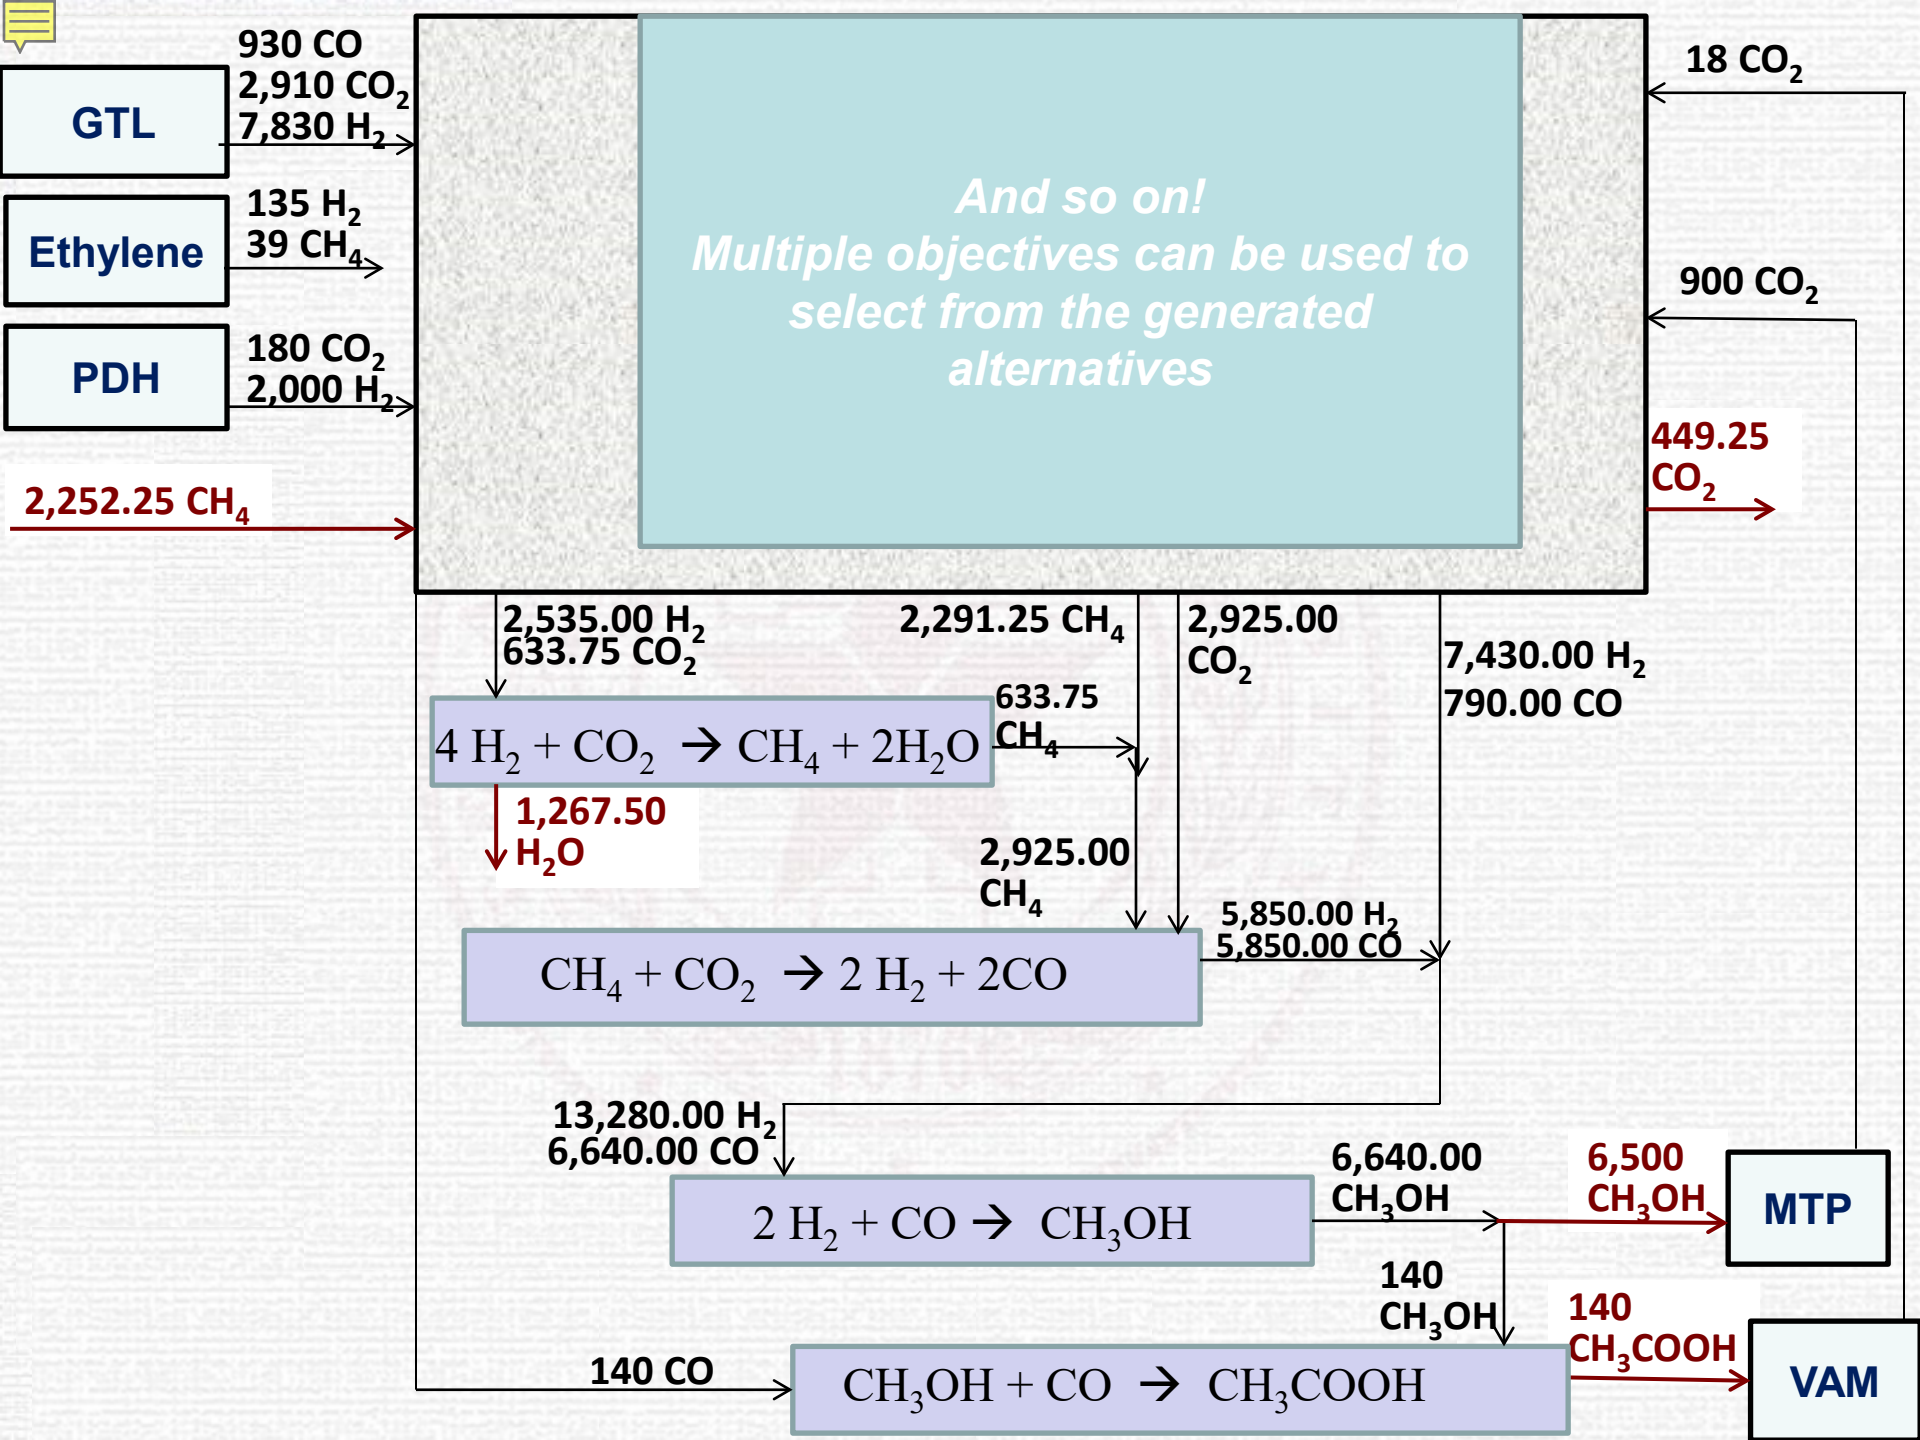 930 CO
2,910 CO₂
7,830 H₂
GTL
18 CO₂
135 H₂
39 CH₄
Ethylene
And so on!
Multiple objectives can be used to
select from the generated
alternatives
900 CO₂
180 CO₂
2,000 H₂
PDH
449.25
CO₂
2,252.25 CH₄
2,535.00 H₂
633.75 CO₂
2,291.25 CH₄
2,925.00
CO₂
7,430.00 H₂
790.00 CO
4 H₂ + CO₂ → CH₄ + 2H₂O
633.75
CH₄
1,267.50
H₂O
2,925.00
CH₄
5,850.00 H₂
5,850.00 CO
CH₄ + CO₂ → 2 H₂ + 2CO
13,280.00 H₂
6,640.00 CO
2 H₂ + CO → CH₃OH
6,640.00
CH₃OH
6,500
CH₃OH
MTP
140
CH₃OH
140
CH₃COOH
140 CO
CH₃OH + CO → CH₃COOH
VAM